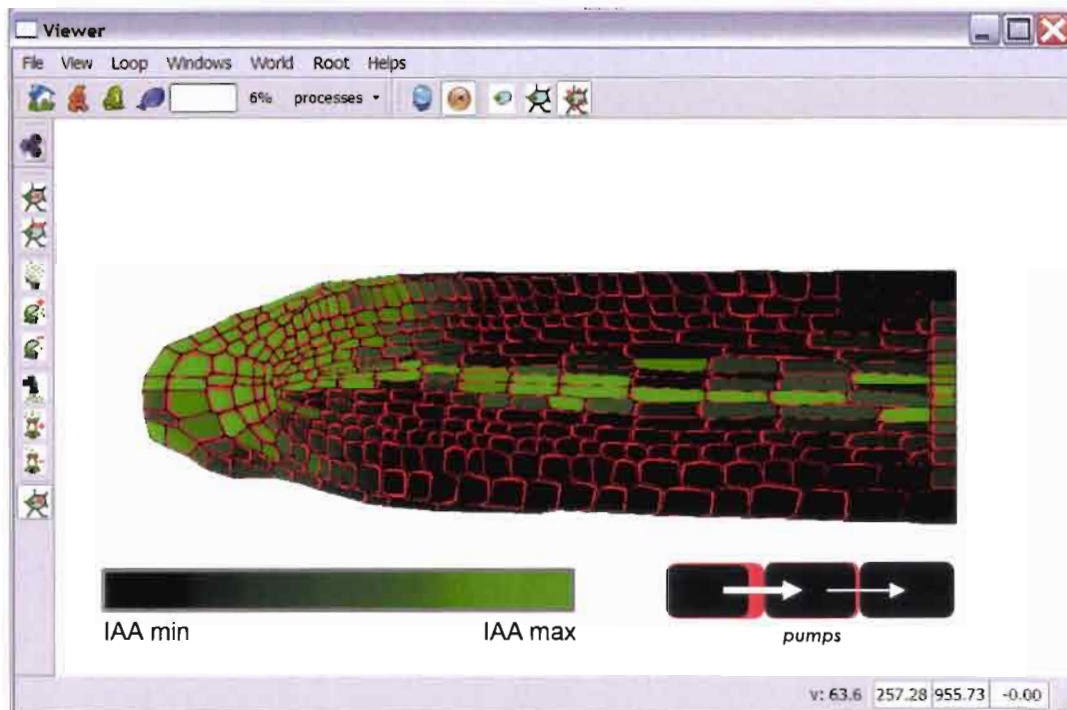 Viewer
File View Loop Windows World Root Helps
6% processes
IAA min IAA max
pumps
v: 63.6 257.28 955.73 -0.00